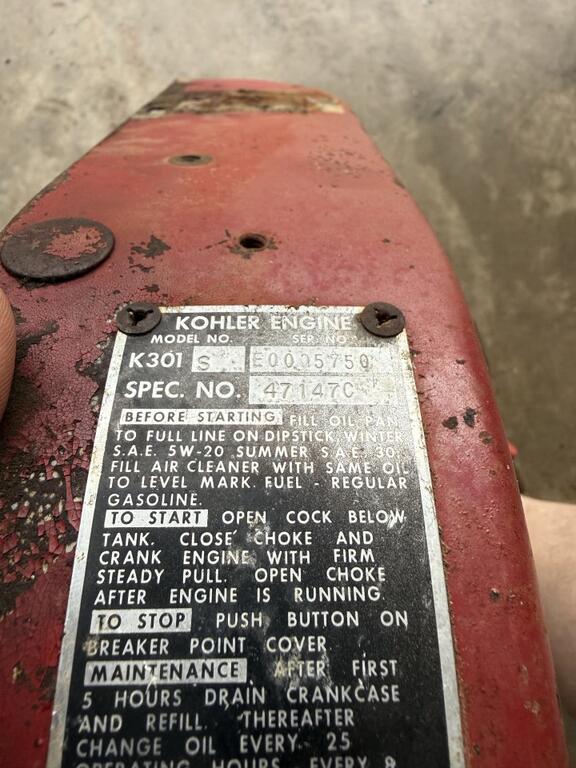 KOHLER ENGINE
MODEL NO. SER. NO.
K301 S E0005750
SPEC. NO. 47147C
BEFORE STARTING FILL OIL PAN
TO FULL LINE ON DIPSTICK, WINTER
S.A.E. 5W-20 SUMMER S.A.E. 30.
FILL AIR CLEANER WITH SAME OIL
TO LEVEL MARK. FUEL - REGULAR
GASOLINE.
TO START OPEN COCK BELOW
TANK. CLOSE CHOKE AND
CRANK ENGINE WITH FIRM
STEADY PULL. OPEN CHOKE
AFTER ENGINE IS RUNNING.
TO STOP PUSH BUTTON ON
BREAKER POINT COVER
MAINTENANCE AFTER FIRST
5 HOURS DRAIN CRANKCASE
AND REFILL. THEREAFTER
CHANGE OIL EVERY 25
OPERATING HOURS. EVERY 8